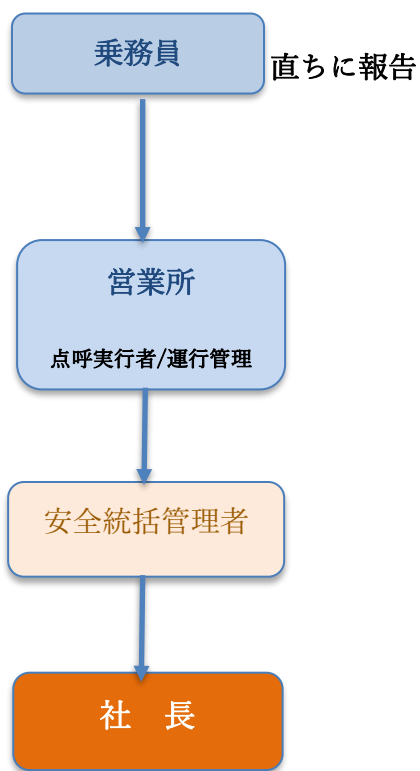 乗務員
直ちに報告
営業所
点呼実行者/運行管理
安全統括管理者
社　長